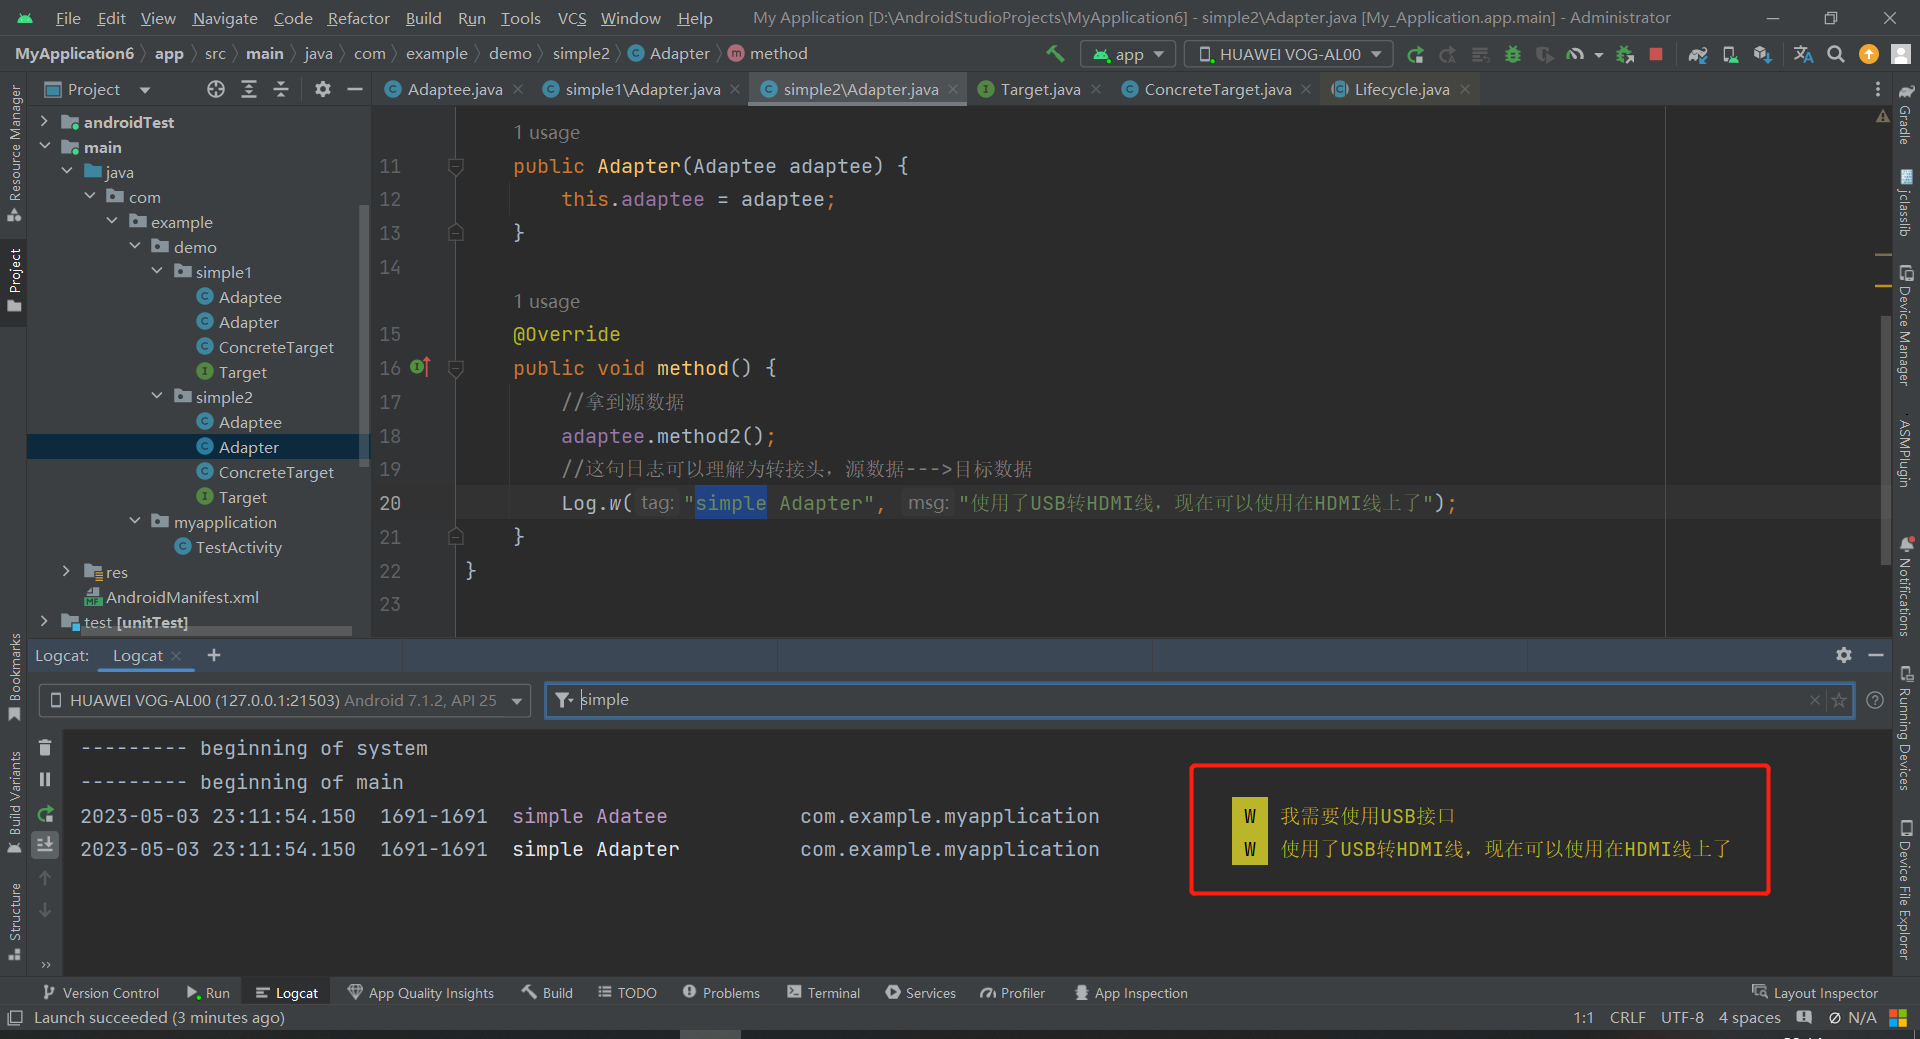 File Edit View Navigate Code Refactor Build Run Tools VCS Window Help My Application [D:\AndroidStudioProjects\MyApplication6] - simple2\Adapter.java [My_Application.app.main] - Administrator
MyApplication6 app src main java com example demo simple2 Adapter method app HUAWEI VOG-AL00
Project
Adaptee.java simple1\Adapter.java simple2\Adapter.java Target.java ConcreteTarget.java Lifecycle.java
Resource Manager
Project
Bookmarks
Build Variants
Structure
androidTest
main
java
com
example
demo
simple1
Adaptee
Adapter
ConcreteTarget
Target
simple2
Adaptee
Adapter
ConcreteTarget
Target
myapplication
TestActivity
res
AndroidManifest.xml
test [unitTest]
1 usage
11 public Adapter(Adaptee adaptee) {
12 this.adaptee = adaptee;
13 }
14
1 usage
15 @Override
16 public void method() {
17 //拿到源数据
18 adaptee.method2();
19 //这句日志可以理解为转接头，源数据--->目标数据
20 Log.w( tag: "simple Adapter", msg: "使用了USB转HDMI线，现在可以使用在HDMI线上了");
21 }
22 }
23
Gradle
jclasslib
Device Manager
ASMPlugin
Notifications
Running Devices
Device File Explorer
Logcat: Logcat
HUAWEI VOG-AL00 (127.0.0.1:21503) Android 7.1.2, API 25 simple
--------- beginning of system
--------- beginning of main
2023-05-03 23:11:54.150 1691-1691 simple Adatee com.example.myapplication W 我需要使用USB接口
2023-05-03 23:11:54.150 1691-1691 simple Adapter com.example.myapplication W 使用了USB转HDMI线，现在可以使用在HDMI线上了
Version Control Run Logcat App Quality Insights Build TODO Problems Terminal Services Profiler App Inspection Layout Inspector
Launch succeeded (3 minutes ago) 1:1 CRLF UTF-8 4 spaces N/A